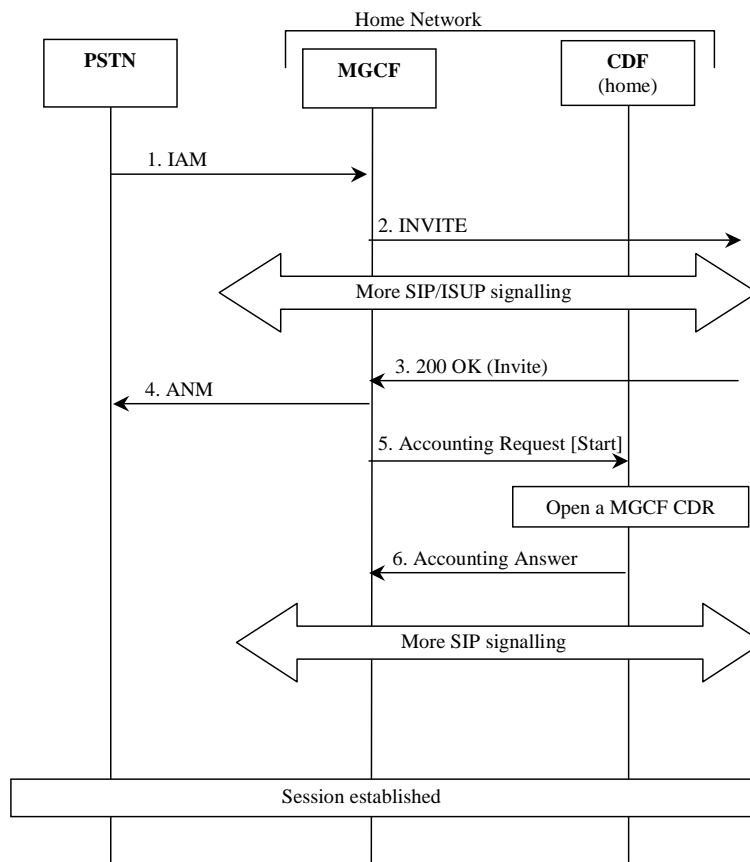 Home Network
PSTN
MGCF
CDF
(home)
1. IAM
2. INVITE
More SIP/ISUP signalling
3. 200 OK (Invite)
4. ANM
5. Accounting Request [Start]
Open a MGCF CDR
6. Accounting Answer
More SIP signalling
Session established